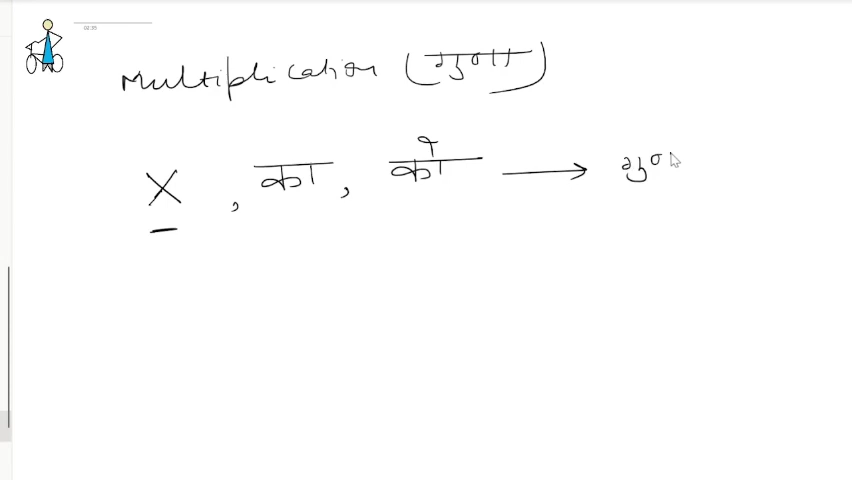 Multiplication (गुणा)
X , का , को → गुण